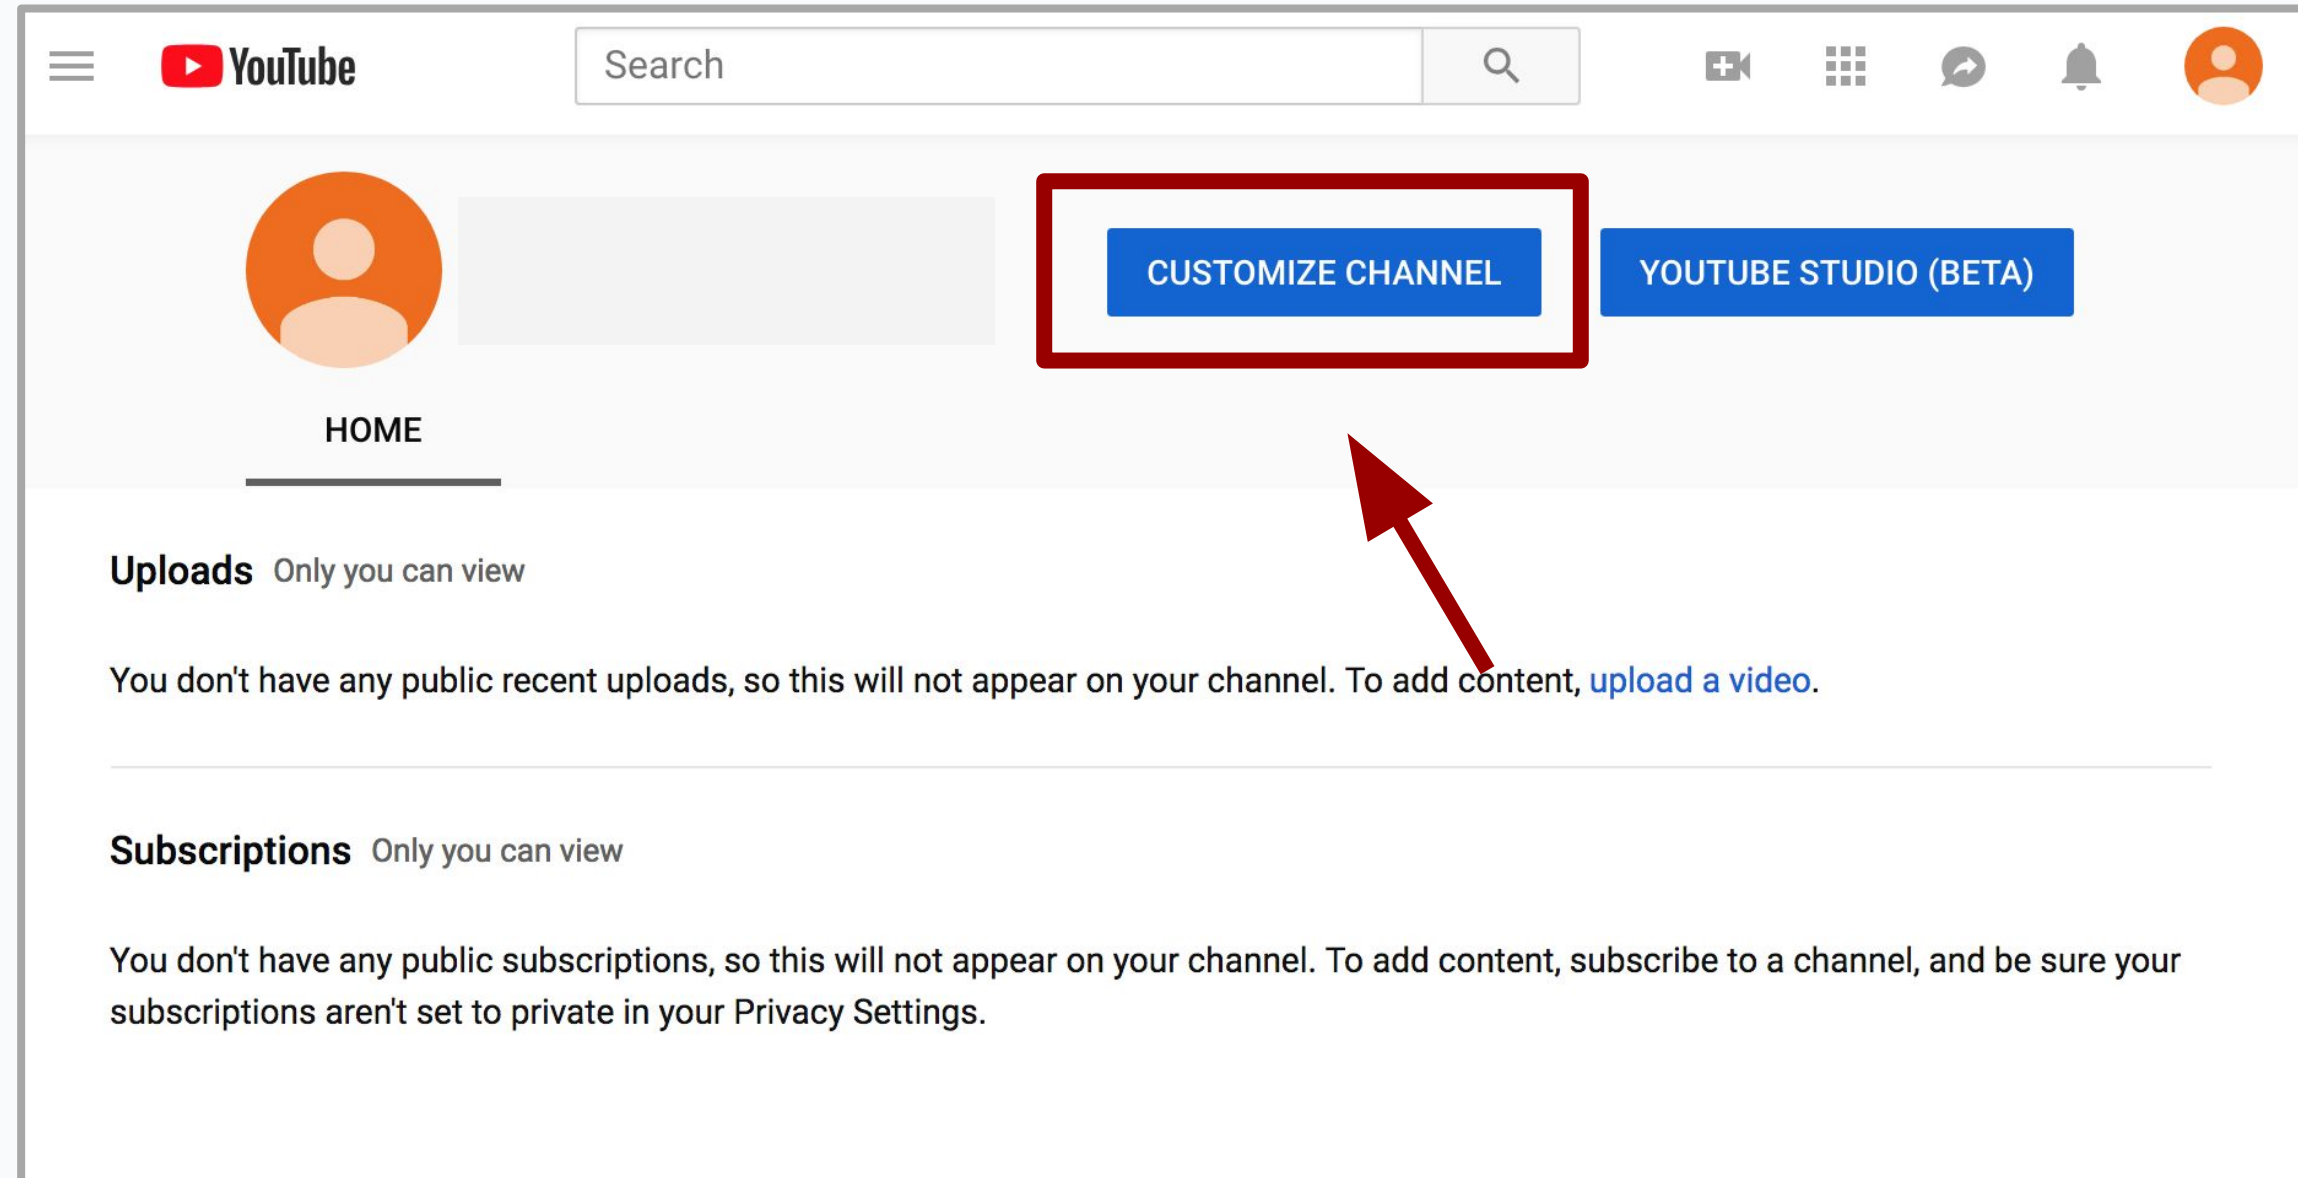 YouTube
Search
CUSTOMIZE CHANNEL
YOUTUBE STUDIO (BETA)
HOME
Uploads Only you can view
You don't have any public recent uploads, so this will not appear on your channel. To add content, upload a video.
Subscriptions Only you can view
You don't have any public subscriptions, so this will not appear on your channel. To add content, subscribe to a channel, and be sure your
subscriptions aren't set to private in your Privacy Settings.